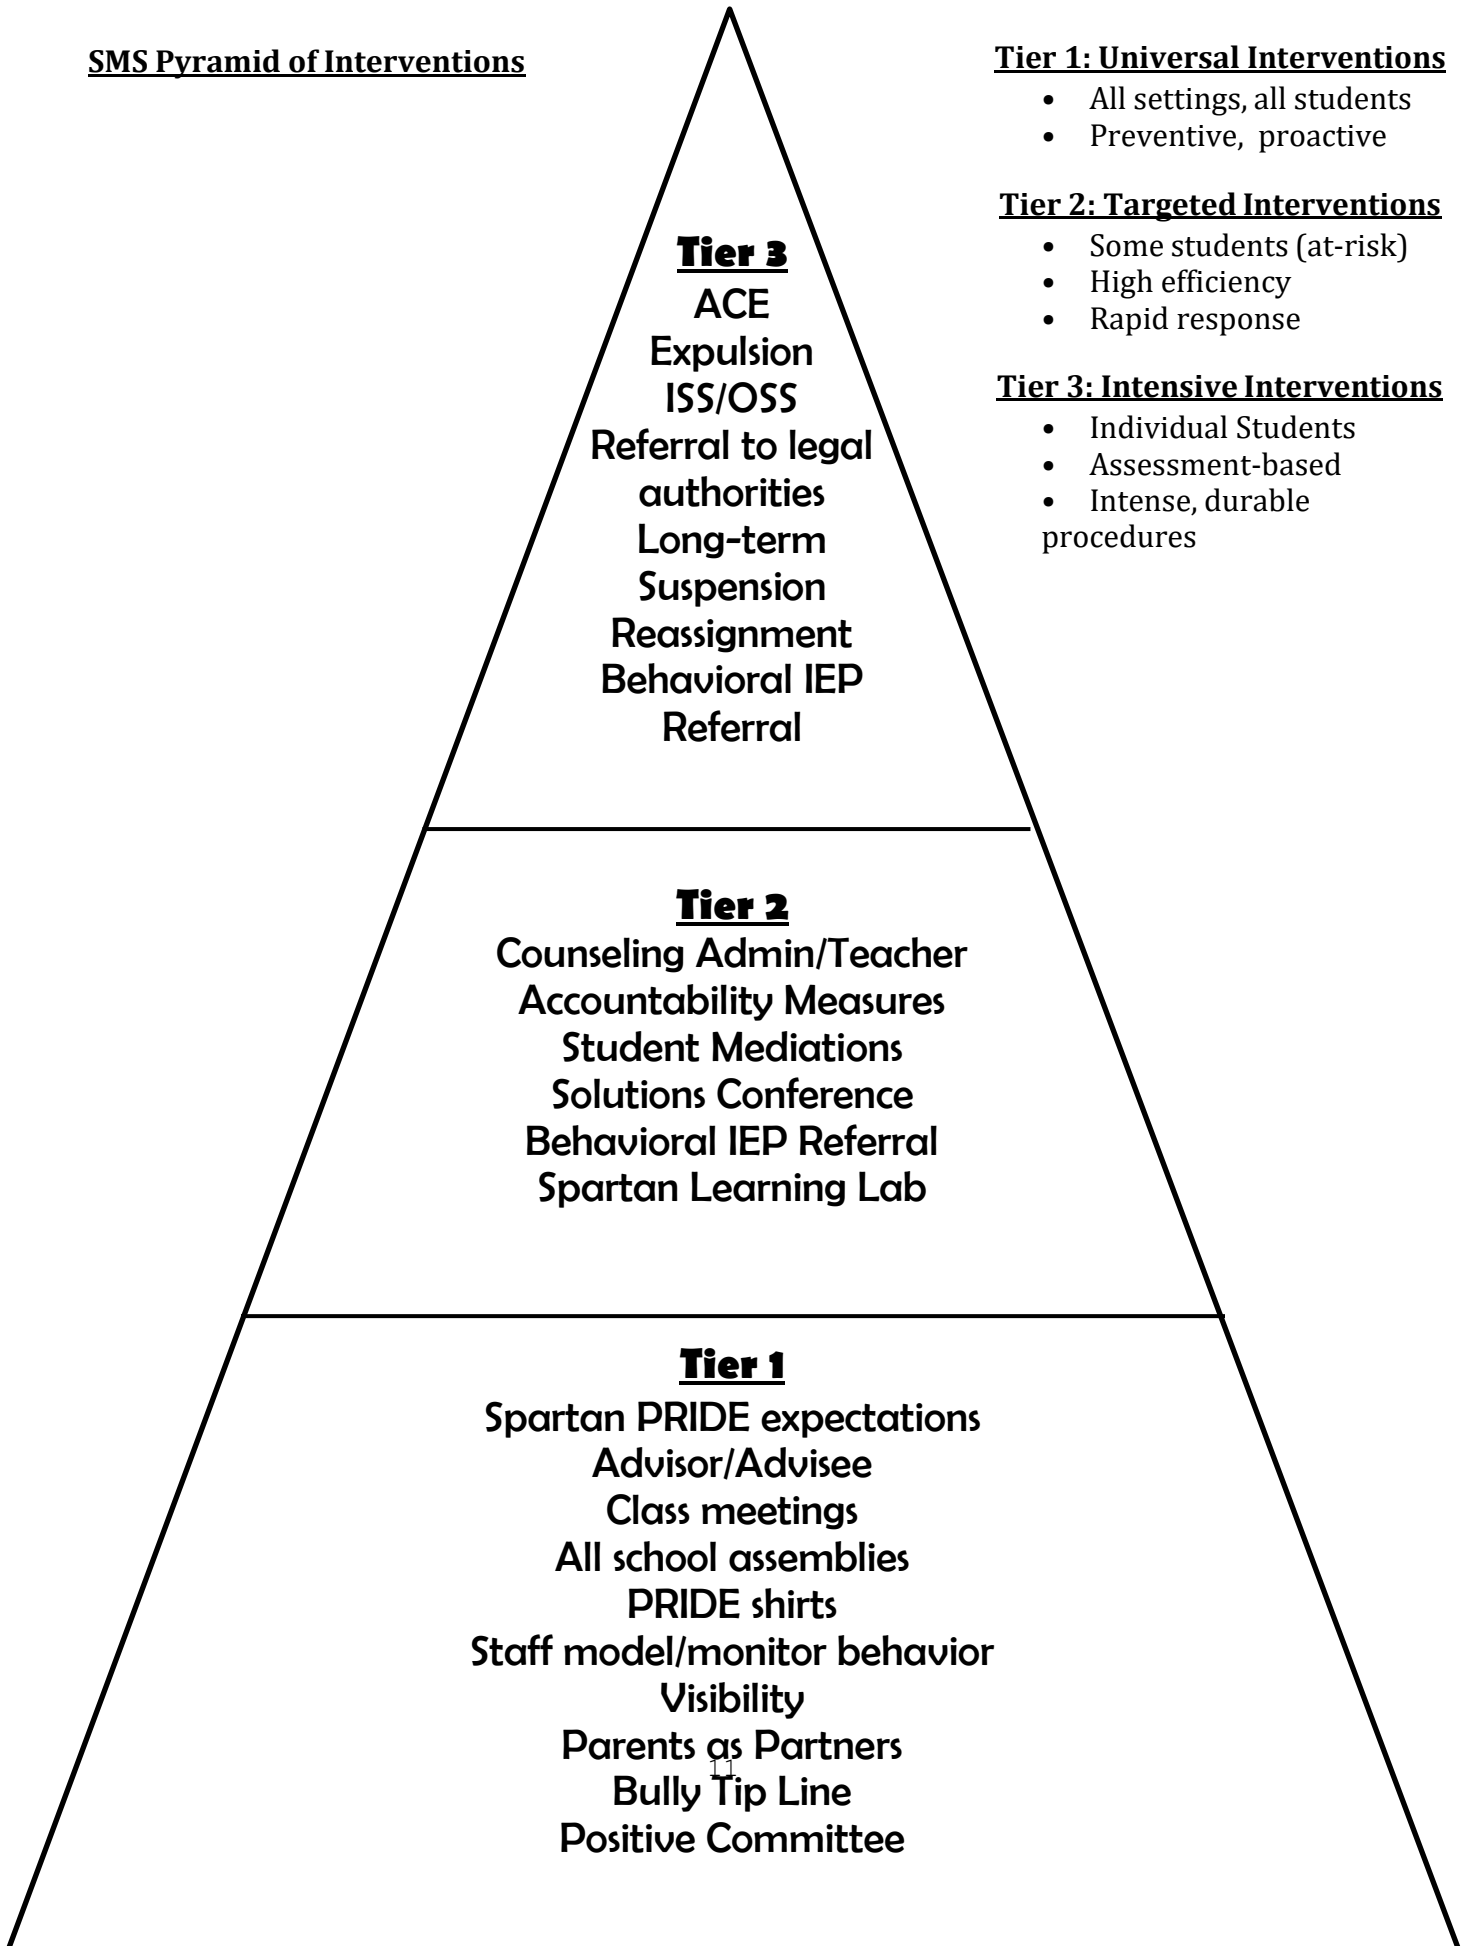 SMS Pyramid of Interventions
Tier 1: Universal Interventions
• All settings, all students
• Preventive, proactive
Tier 2: Targeted Interventions
• Some students (at-risk)
• High efficiency
• Rapid response
Tier 3: Intensive Interventions
• Individual Students
• Assessment-based
• Intense, durable
procedures
Tier 3
ACE
Expulsion
ISS/OSS
Referral to legal
authorities
Long-term
Suspension
Reassignment
Behavioral IEP
Referral
Tier 2
Counseling Admin/Teacher
Accountability Measures
Student Mediations
Solutions Conference
Behavioral IEP Referral
Spartan Learning Lab
Tier 1
Spartan PRIDE expectations
Advisor/Advisee
Class meetings
All school assemblies
PRIDE shirts
Staff model/monitor behavior
Visibility
Parents as Partners
11
Bully Tip Line
Positive Committee